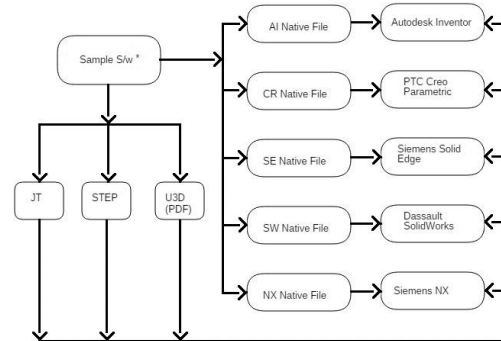 AI Native File
Autodesk Inventor
Sample S/w *
CR Native File
PTC Creo
Parametric
SE Native File
Siemens Solid
Edge
JT
STEP
U3D
(PDF)
SW Native File
Dassault
SolidWorks
NX Native File
Siemens NX